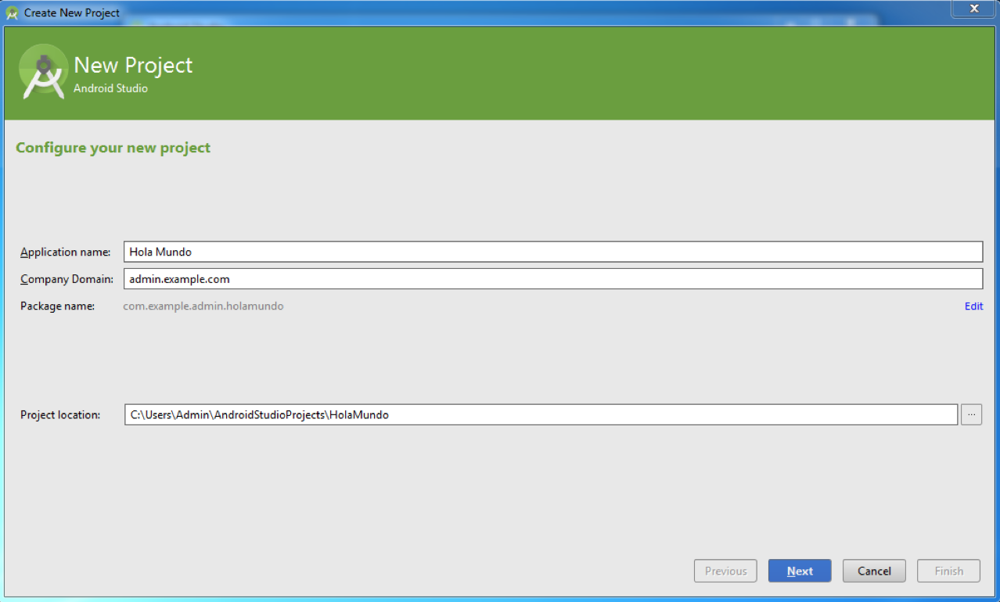 Create New Project
New Project
Android Studio
Configure your new project
Application name: Hola Mundo
Company Domain: admin.example.com
Package name: com.example.admin.holamundo Edit
Project location: C:\Users\Admin\AndroidStudioProjects\HolaMundo ...
Previous Next Cancel Finish